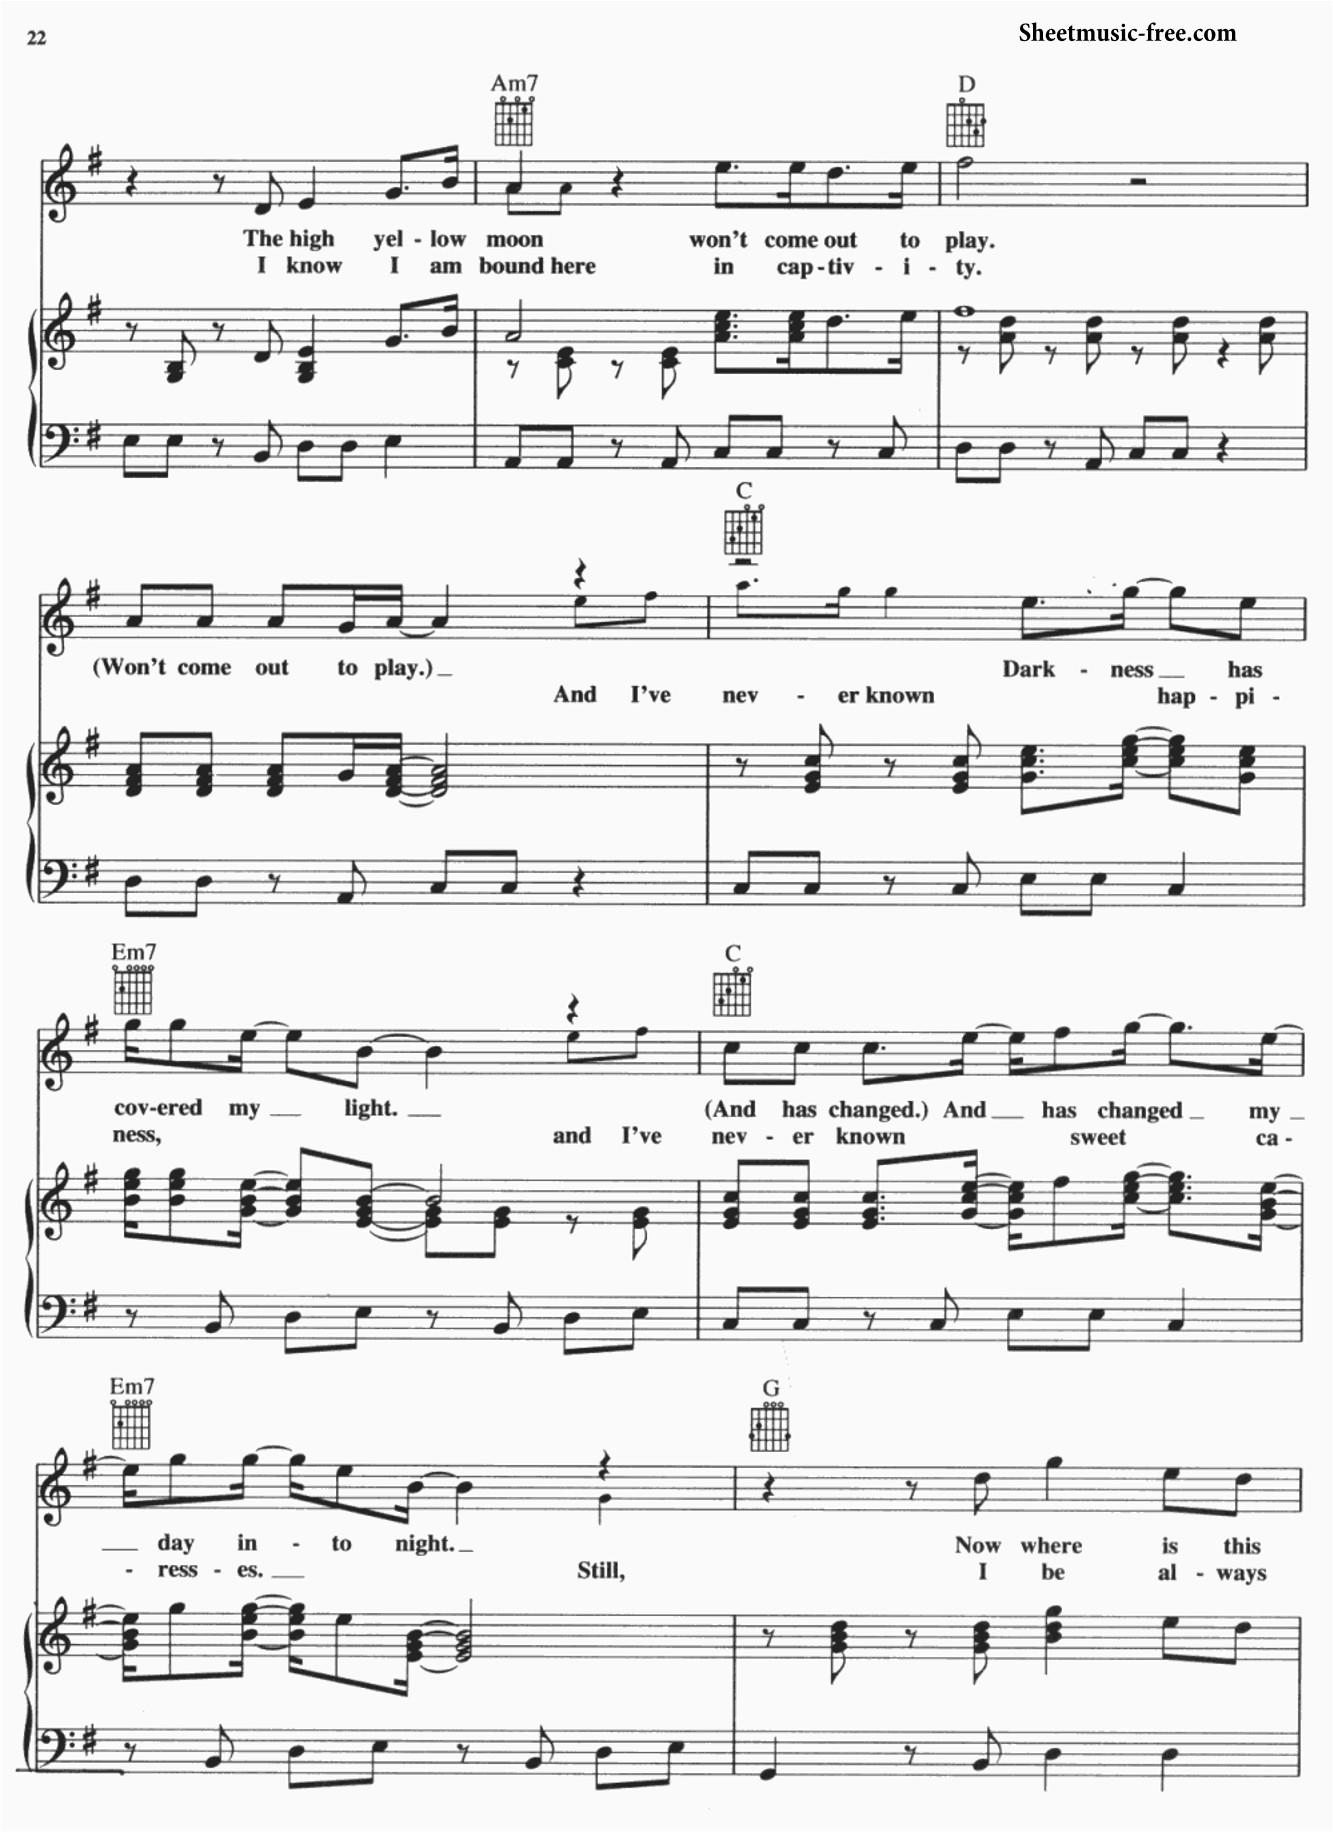 22
Sheetmusic-free.com
Am7 D
The high yel - low moon won't come out to play.
I know I am bound here in cap - tiv - i - ty.
C
(Won't come out to play.) Dark - ness has
And I've nev - er known hap - pi -
Em7 C
cov-ered my light. (And has changed.) And has changed my
ness, and I've nev - er known sweet ca -
Em7 G
day in - to night. Now where is this
- ress - es. Still, I be al - ways